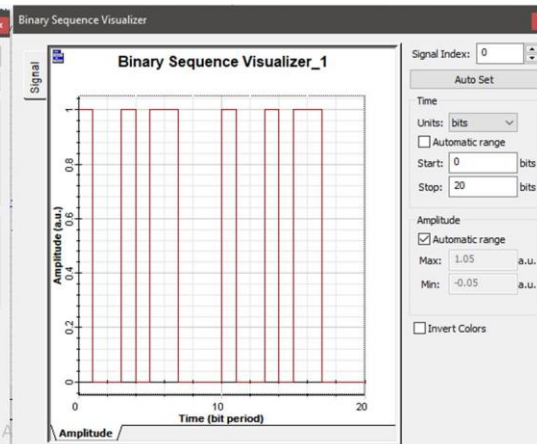 Binary Sequence Visualizer
Signal
Binary Sequence Visualizer_1
Amplitude (a.u.)
1
0.8
0.6
0.4
0.2
0
0 10 20
Time (bit period)
Amplitude
Signal Index: 0
Auto Set
Time
Units: bits
Automatic range
Start: 0 bits
Stop: 20 bits
Amplitude
Automatic range
Max: 1.05 a.u.
Min: -0.05 a.u.
Invert Colors
A